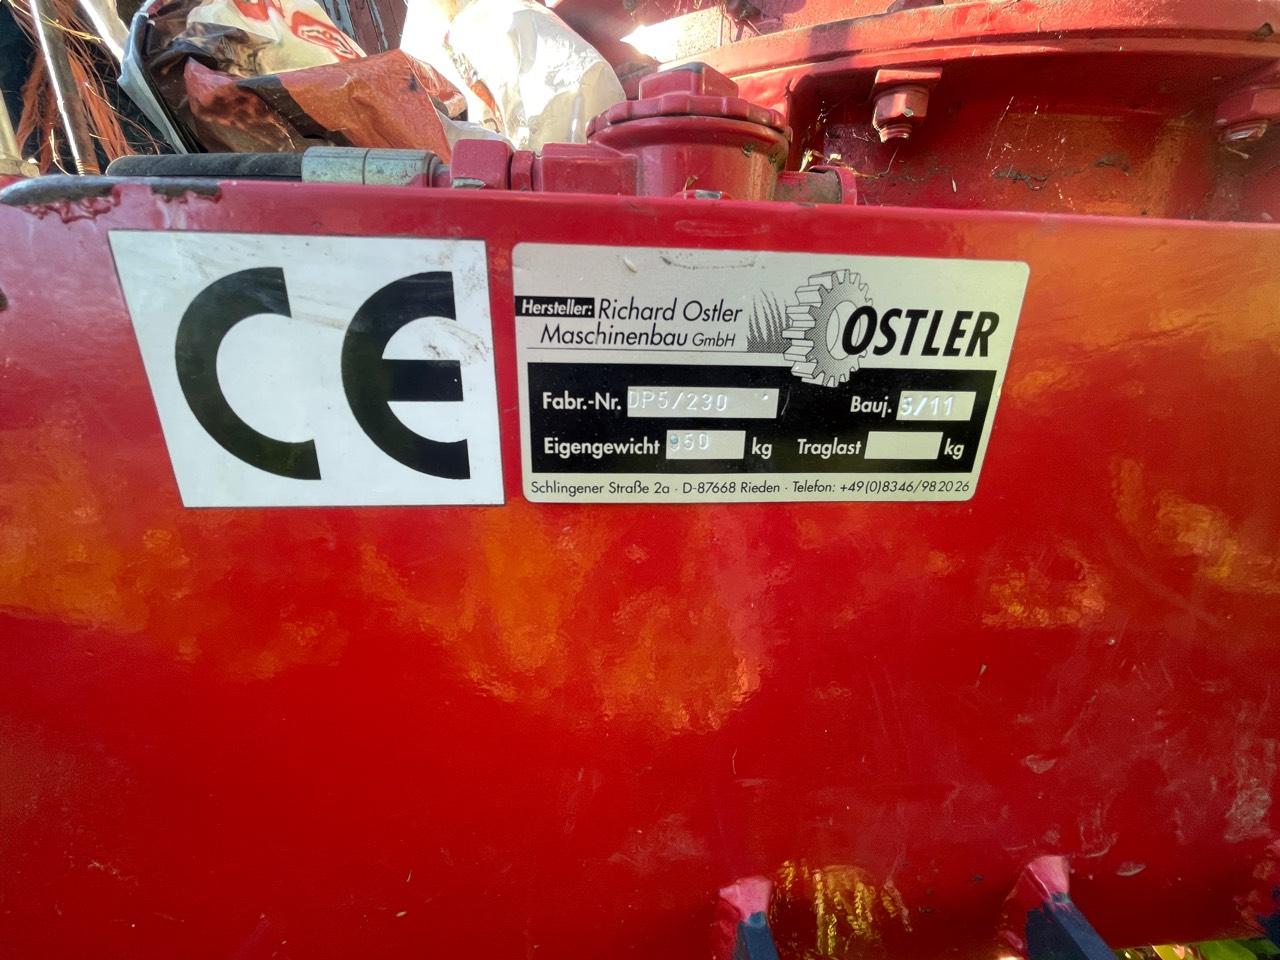 CE
Hersteller: Richard Ostler
Maschinenbau GmbH
OSTLER
Fabr.-Nr. DP5/230 Bauj. 5/11
Eigengewicht 950 kg Traglast kg
Schlingener Straße 2a · D-87668 Rieden · Telefon: +49(0)8346/982026